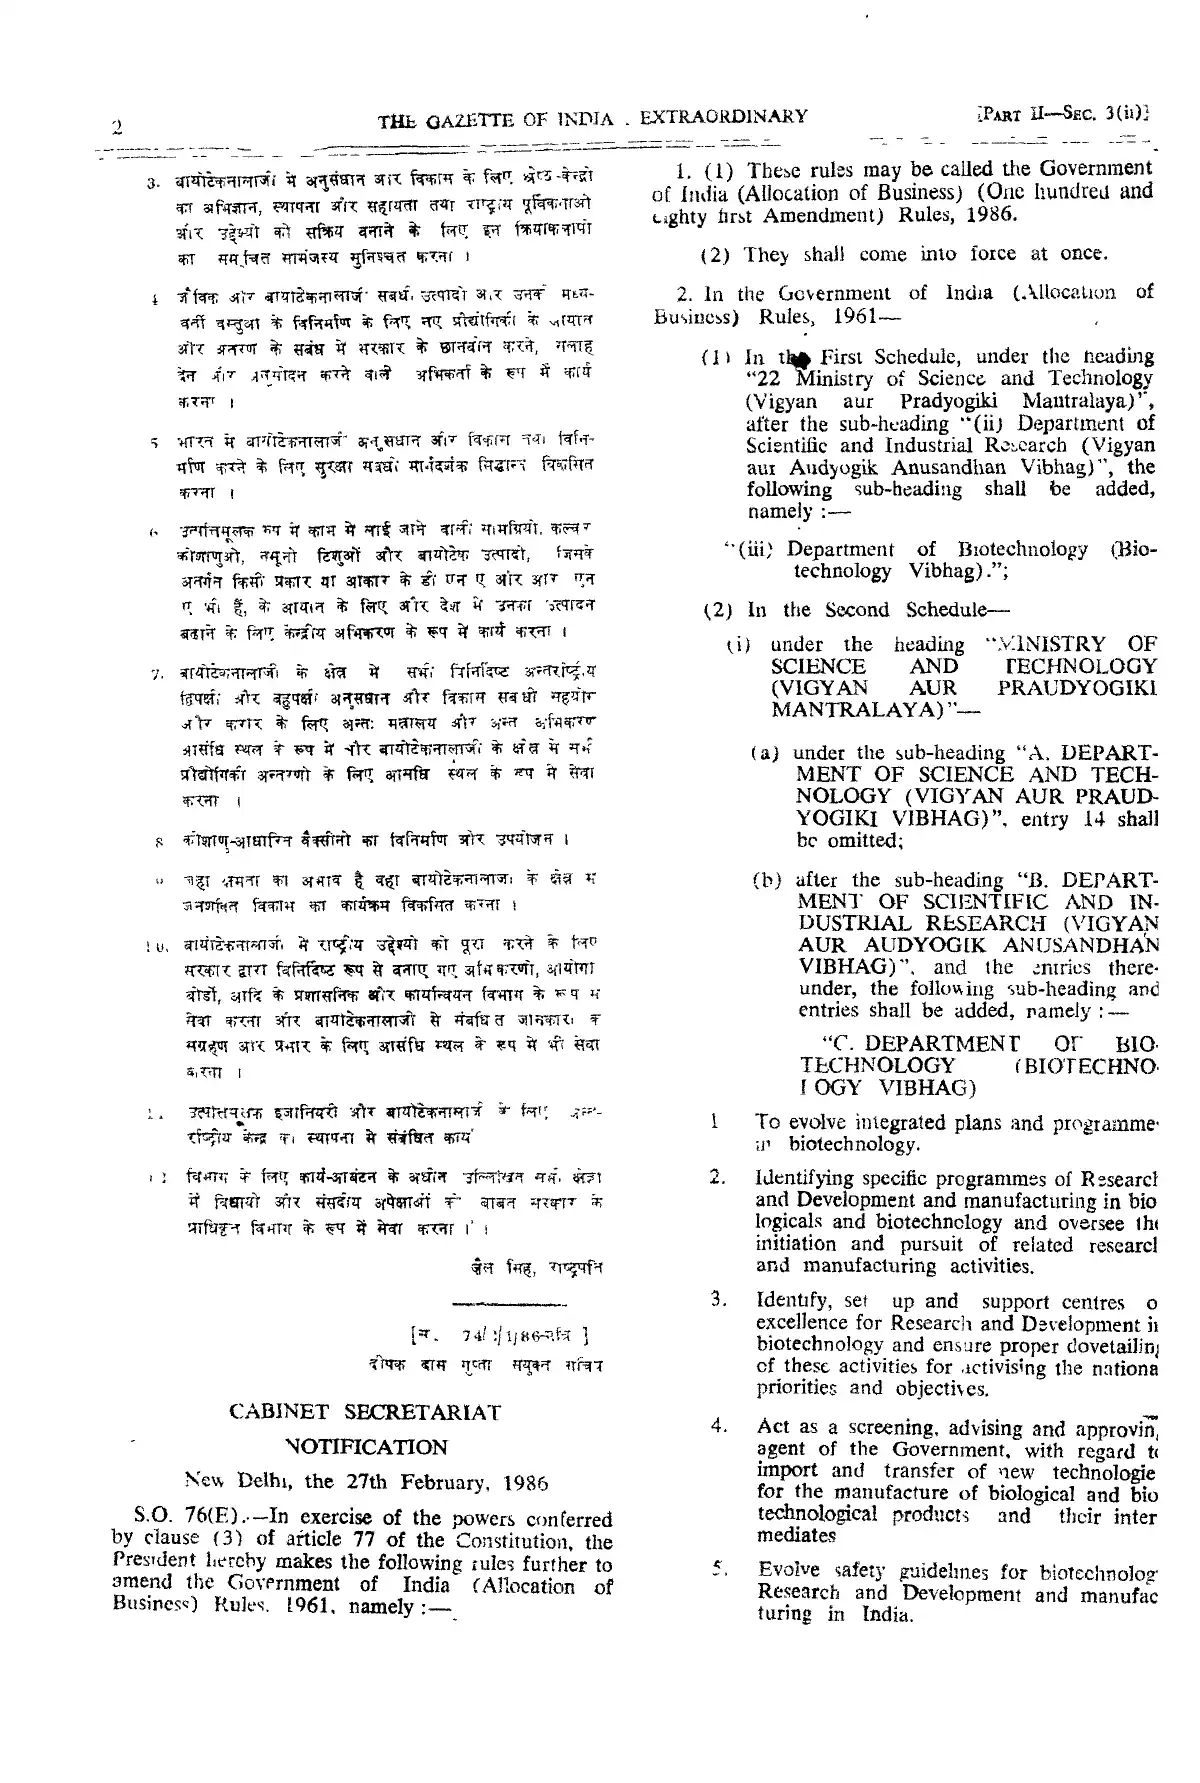 2 THE GAZETTE OF INDIA : EXTRAORDINARY [PART II—SEC. 3(ii)]
3. बायोटेकनालाजी में अनुसंधान और विकास के लिए श्रेष्ठ-केन्द्रों
का अभिज्ञान, स्थापना और सहायता तथा राष्ट्रीय पूर्विकताओं
और उद्देश्यों को सक्रिय बनाने के लिए इन क्रियाकलापों
का समुचित सामंजस्य सुनिश्चित करना ।
4 जैविक और बायोटेकनालाजी संबंधी उत्पादों और उनके मध्य-
वर्ती वस्तुओं के विनिर्माण के लिए नए प्रौद्योगिकी के आयात
और अन्तरण के संबंध में सरकार के छानबीन करने, सलाह
देने और अनुमोदन करने वाले अभिकर्ता के रूप में कार्य
करना ।
5 भारत में बायोटेकनालाजी अनुसंधान और विकास तथा विनि-
र्माण करने के लिए सुरक्षा संबंधी मार्गदर्शक सिद्धान्त विकसित
करना ।
6 उत्पत्तिमूलक रूप में काम में लाई जाने वाली सामग्रियों, कल्चर
कोशाणुओं, नमूनों टिशुओं और बायोटेक उत्पादों, जिनके
अन्तर्गत किसी प्रकार या आकार के डी एन ए और आर एन
ए भी हैं, के आयात के लिए और देश में उनका उत्पादन
बढाने के लिए केन्द्रीय अभिकरण के रूप में कार्य करना ।
7. बायोटेकनालाजी के क्षेत्र में सभी विनिर्दिष्ट अन्तर्राष्ट्रीय
द्विपक्षी और बहुपक्षी अनुसंधान और विकास संबंधी सहयोग
और करार के लिए अन्तः मंत्रालय और अन्तः अभिकरण
आसंधि स्थल के रूप में और बायोटेकनालाजी के क्षेत्र में सभी
प्रौद्योगिकी अन्तरणों के लिए आसंधि स्थल के रूप में सेवा
करना ।
8 कोशाणु-आधारित वैक्सीनों का विनिर्माण और उपयोजन ।
9 जहां क्षमता का अभाव है वहां बायोटेकनालाजी के क्षेत्र में
जनशक्ति विकास का कार्यक्रम विकसित करना ।
10. बायोटेकनालाजी में राष्ट्रीय उद्देश्यों को पूरा करने के लिए
सरकार द्वारा विनिर्दिष्ट रूप से बनाए गए अभिकरणों, आयोगों
बोर्डों, आदि के प्रशासनिक और कार्यान्वयन विभाग के रूप में
सेवा करना और बायोटेकनालाजी से संबंधित जानकारी के
संग्रहण और प्रसार के लिए आसंधि स्थल के रूप में भी सेवा
करना ।
11. उत्पत्तिमूलक इंजीनियरी और बायोटेकनालाजी के लिए अन्त-
र्राष्ट्रीय केन्द्र की स्थापना से संबंधित कार्य
12 विभाग के लिए कार्य-आबंटन के अधीन उल्लिखित सभी क्षेत्रों
में विधायी और संसदीय अपेक्षाओं के बाबत सरकार के
प्राधिकृत विभाग के रूप में सेवा करना ।" ।
जैल सिंह, राष्ट्रपति
[सं. 74/ /1/86-मंत्रि ]
दीपक दास गुप्ता संयुक्त सचिव
CABINET SECRETARIAT
NOTIFICATION
New Delhi, the 27th February, 1986
S.O. 76(E).—In exercise of the powers conferred
by clause (3) of article 77 of the Constitution, the
President hereby makes the following rules further to
amend the Government of India (Allocation of
Business) Rules, 1961, namely :—
1. (1) These rules may be called the Government
of India (Allocation of Business) (One hundred and
eighty first Amendment) Rules, 1986.
(2) They shall come into force at once.
2. In the Government of India (Allocation of
Business) Rules, 1961—
(1) In the First Schedule, under the heading
"22 Ministry of Science and Technology
(Vigyan aur Pradyogiki Mantralaya)",
after the sub-heading "(ii) Department of
Scientific and Industrial Research (Vigyan
aur Audyogik Anusandhan Vibhag)", the
following sub-heading shall be added,
namely :—
"(iii) Department of Biotechnology (Bio-
technology Vibhag).";
(2) In the Second Schedule—
(i) under the heading "MINISTRY OF
SCIENCE AND TECHNOLOGY
(VIGYAN AUR PRAUDYOGIKI
MANTRALAYA)"—
(a) under the sub-heading "A. DEPART-
MENT OF SCIENCE AND TECH-
NOLOGY (VIGYAN AUR PRAUD-
YOGIKI VIBHAG)", entry 14 shall
be omitted;
(b) after the sub-heading "B. DEPART-
MENT OF SCIENTIFIC AND IN-
DUSTRIAL RESEARCH (VIGYAN
AUR AUDYOGIK ANUSANDHAN
VIBHAG)", and the entries there-
under, the following sub-heading and
entries shall be added, namely :—
"C. DEPARTMENT OF BIO-
TECHNOLOGY (BIOTECHNO-
LOGY VIBHAG)
1 To evolve integrated plans and programme
in biotechnology.
2. Identifying specific programmes of Researcl
and Development and manufacturing in bio
logicals and biotechnology and oversee the
initiation and pursuit of related researcl
and manufacturing activities.
3. Identify, set up and support centres o
excellence for Research and Development in
biotechnology and ensure proper dovetailing
of these activities for activising the nationa
priorities and objectives.
4. Act as a screening, advising and approvin
agent of the Government, with regard to
import and transfer of new technologie
for the manufacture of biological and bio
technological products and their inter
mediates
5. Evolve safety guidelines for biotechnolog
Research and Development and manufac
turing in India.